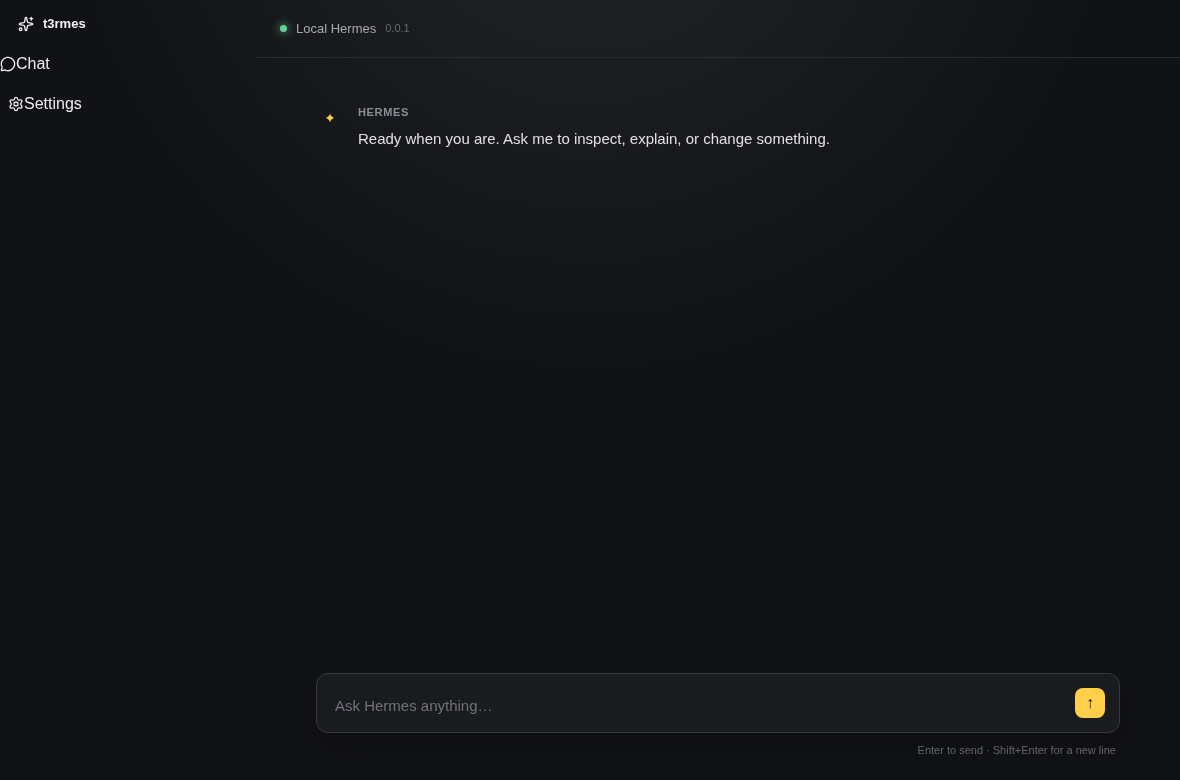 t3rmes
Chat
Settings
Local Hermes 0.0.1
HERMES
Ready when you are. Ask me to inspect, explain, or change something.
Ask Hermes anything…
↑
Enter to send · Shift+Enter for a new line